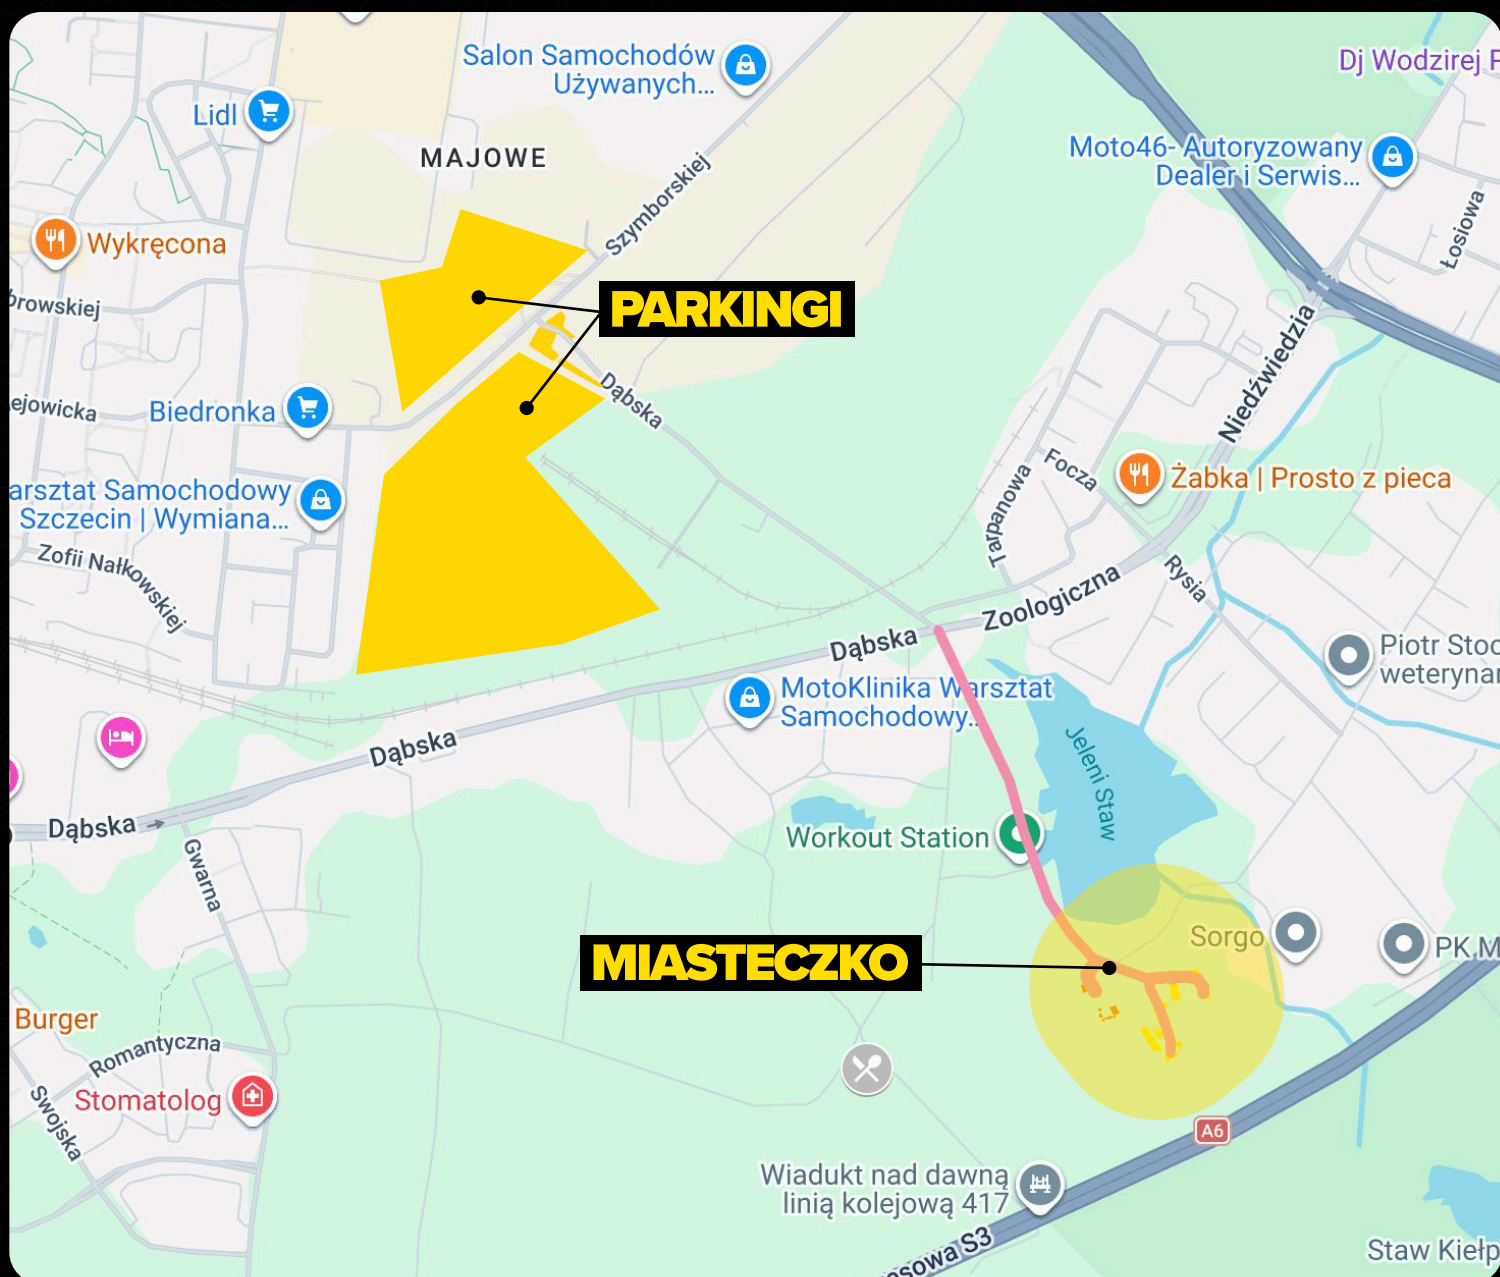 Salon Samochodów
Używanych...
Dj Wodzirej
Lidl
MAJOWE
Szymborskiej
Moto46- Autoryzowany
Dealer i Serwis...
Łosiowa
Wykręcona
browskiej
PARKINGI
Niedźwiedzia
ejowicka
Biedronka
Dąbska
Focza
Żabka | Prosto z pieca
Tarpanowa
arsztat Samochodowy
Szczecin | Wymiana...
Zofii Nałkowskiej
Rysia
Zoologiczna
Dąbska
Piotr Stoc
weterynar
MotoKlinika Warsztat
Samochodowy...
Jeleni Staw
Dąbska
Dąbska
Gwarna
Workout Station
Sorgo
PK M
MIASTECZKO
Burger
Romantyczna
Swojska
Stomatolog
A6
Wiadukt nad dawną
linią kolejową 417
sowa S3
Staw Kiełp